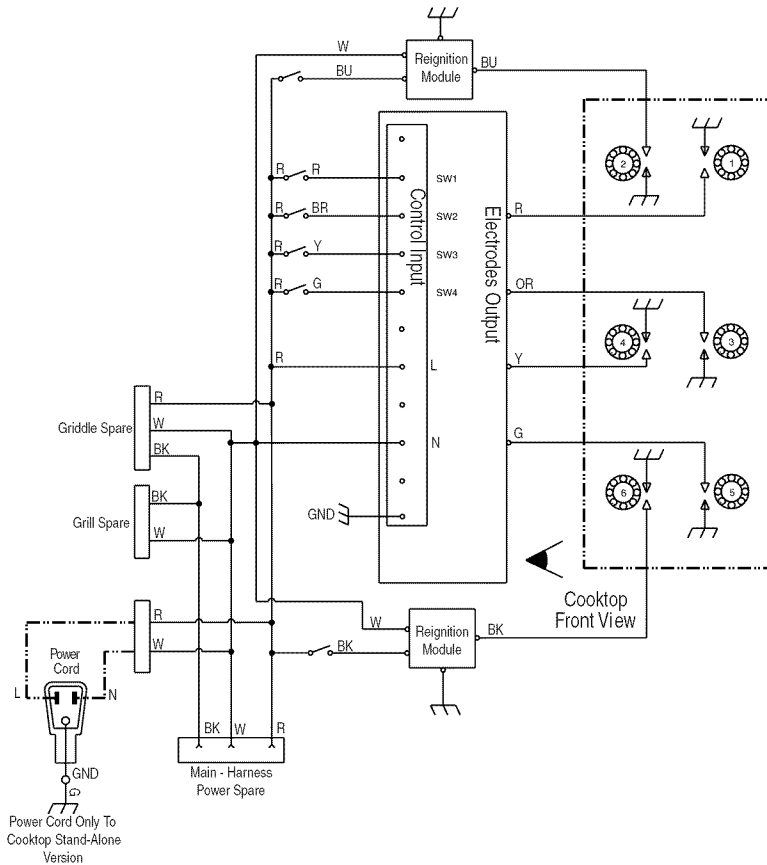 W
Reignition
Module
BU
BU
2
1
R
R
SW1
R
BR
SW2
R
R
Y
SW3
R
G
SW4
OR
Control Input
Electrodes Output
4
3
R
L
Y
R
Griddle Spare
W
BK
N
G
6
5
BK
Grill Spare
W
GND
Cooktop
Front View
R
W
Reignition
Module
BK
W
BK
Power
Cord
L
N
BK
W
R
GND
G
Main - Harness
Power Spare
Power Cord Only To
Cooktop Stand-Alone
Version